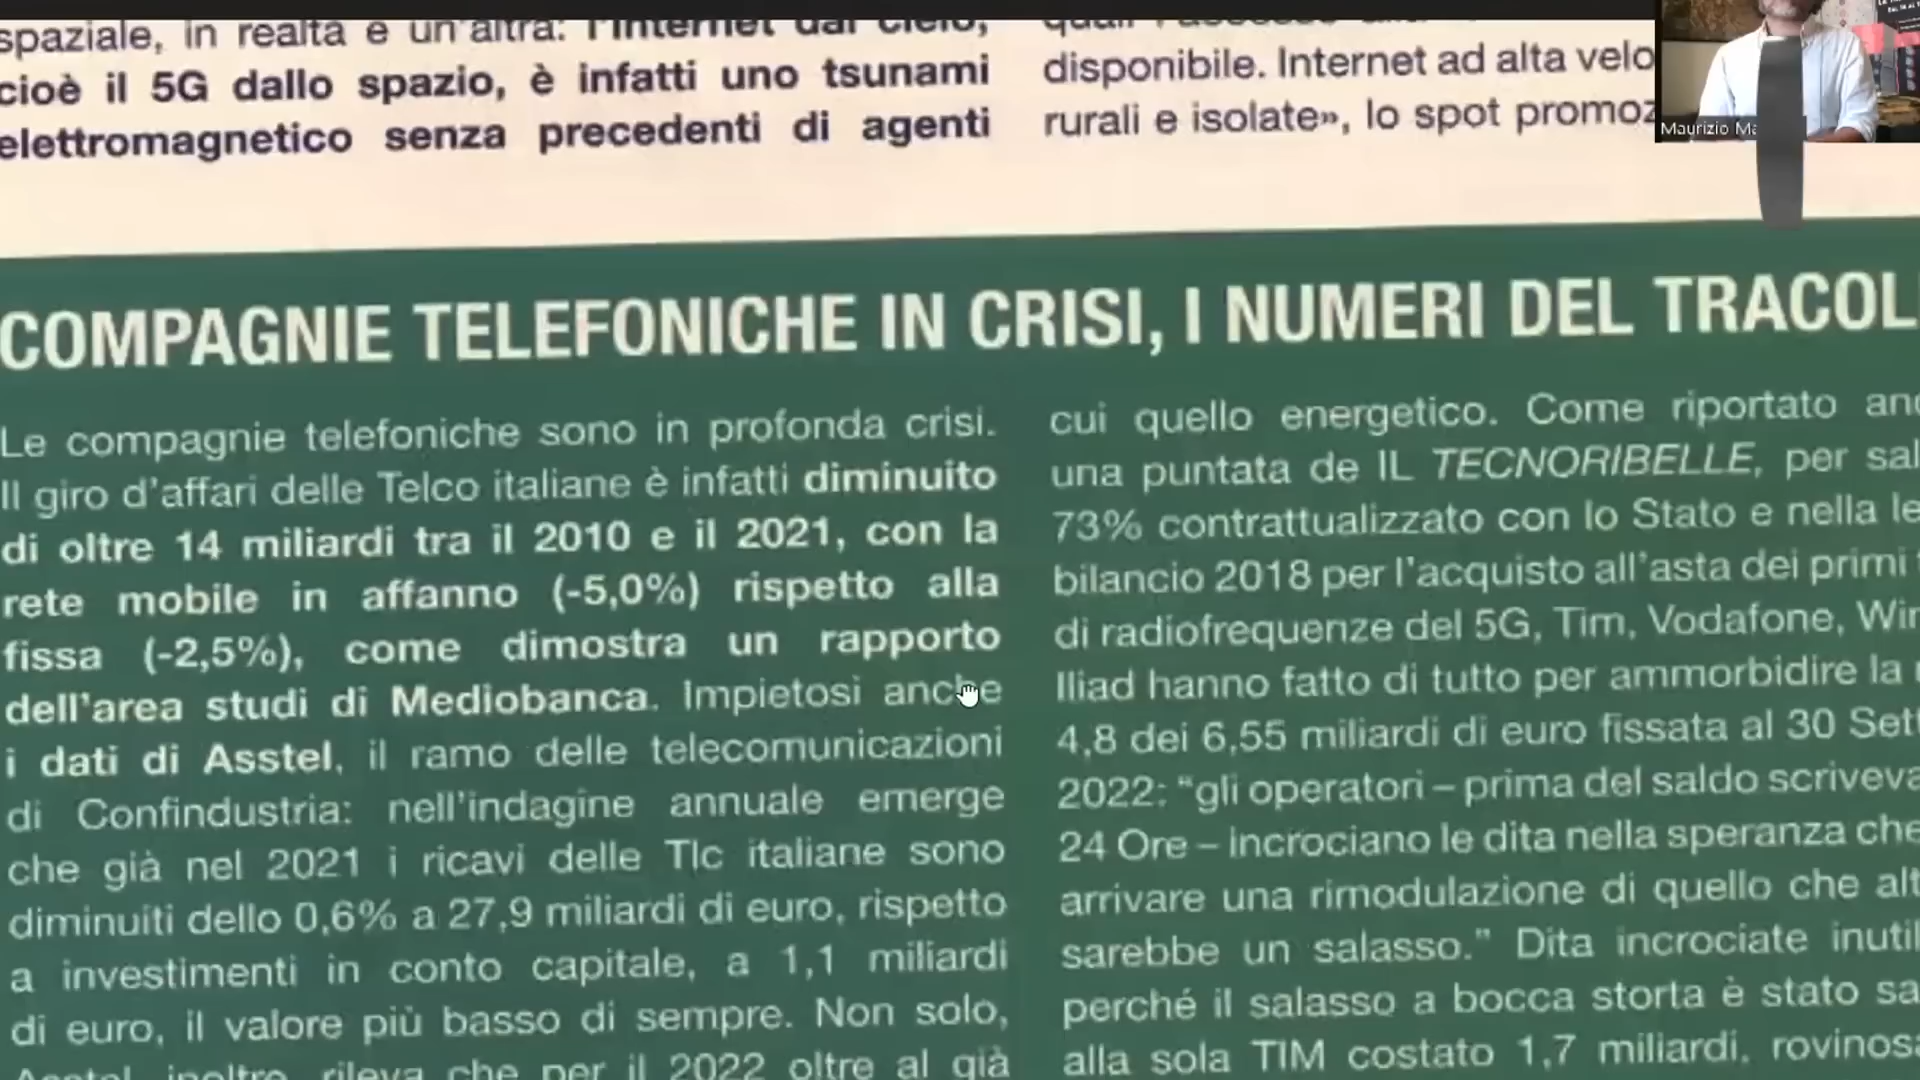 spaziale, in realtà è un'altra: l'Internet dal cielo,
cioè il 5G dallo spazio, è infatti uno tsunami
elettromagnetico senza precedenti di agenti
disponibile. Internet ad alta velo
rurali e isolate», lo spot promoz
Maurizio Ma
COMPAGNIE TELEFONICHE IN CRISI, I NUMERI DEL TRACOL
Le compagnie telefoniche sono in profonda crisi.
Il giro d'affari delle Telco italiane è infatti diminuito
di oltre 14 miliardi tra il 2010 e il 2021, con la
rete mobile in affanno (-5,0%) rispetto alla
fissa (-2,5%), come dimostra un rapporto
dell'area studi di Mediobanca. Impietosi anche
i dati di Asstel, il ramo delle telecomunicazioni
di Confindustria: nell'indagine annuale emerge
che già nel 2021 i ricavi delle Tlc italiane sono
diminuiti dello 0,6% a 27,9 miliardi di euro, rispetto
a investimenti in conto capitale, a 1,1 miliardi
di euro, il valore più basso di sempre. Non solo,
Asstel, inoltre, rileva che per il 2022 oltre al già
cui quello energetico. Come riportato anc
una puntata de IL TECNORIBELLE, per sal
73% contrattualizzato con lo Stato e nella le
bilancio 2018 per l'acquisto all'asta dei primi
di radiofrequenze del 5G, Tim, Vodafone, Win
Iliad hanno fatto di tutto per ammorbidire la
4,8 dei 6,55 miliardi di euro fissata al 30 Sett
2022: "gli operatori – prima del saldo scriveva
24 Ore – incrociano le dita nella speranza che
arrivare una rimodulazione di quello che alt
sarebbe un salasso." Dita incrociate inutil
perché il salasso a bocca storta è stato sa
alla sola TIM costato 1,7 miliardi, rovinosa